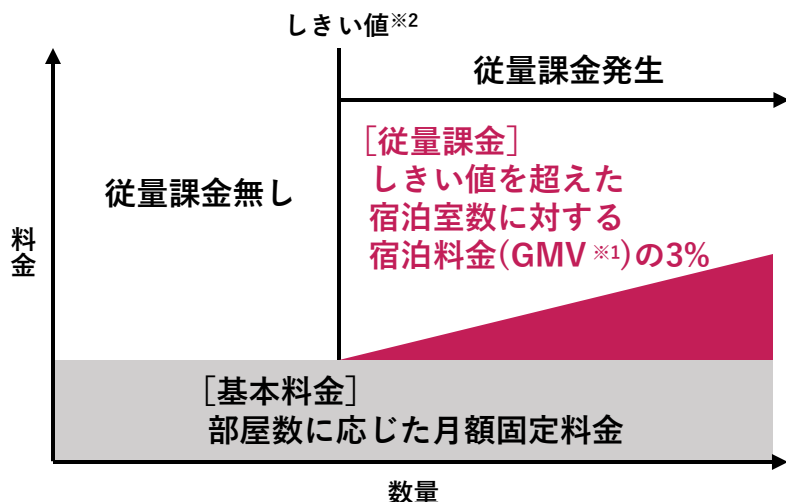 しきい値※2
従量課金発生
[従量課金]
しきい値を超えた
宿泊室数に対する
宿泊料金(GMV※1)の3%
従量課金無し
料金
[基本料金]
部屋数に応じた月額固定料金
数量